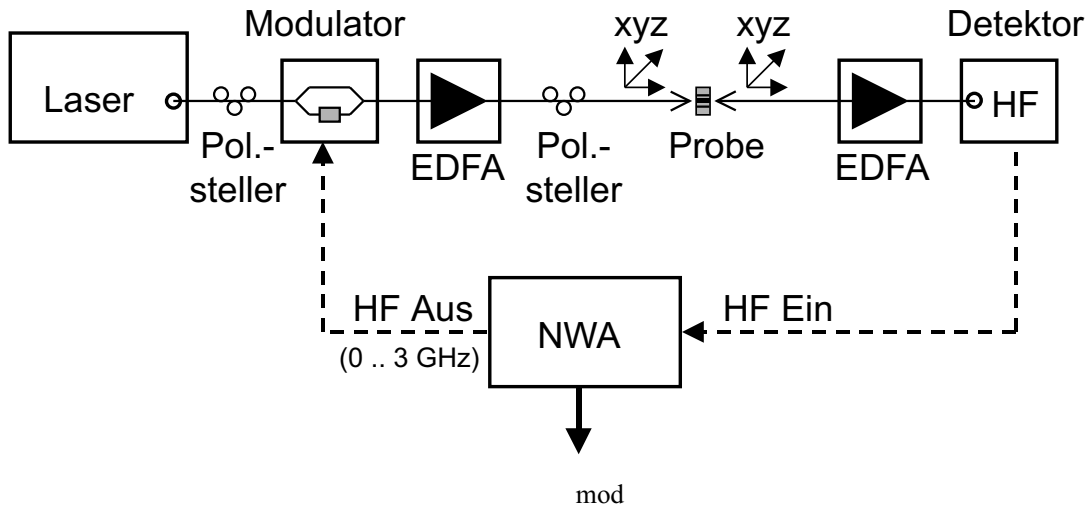 Modulator
xyz
xyz
Detektor
Laser
HF
Pol.-
steller
EDFA
Pol.-
steller
Probe
EDFA
HF Aus
(0 .. 3 GHz)
NWA
HF Ein
mod